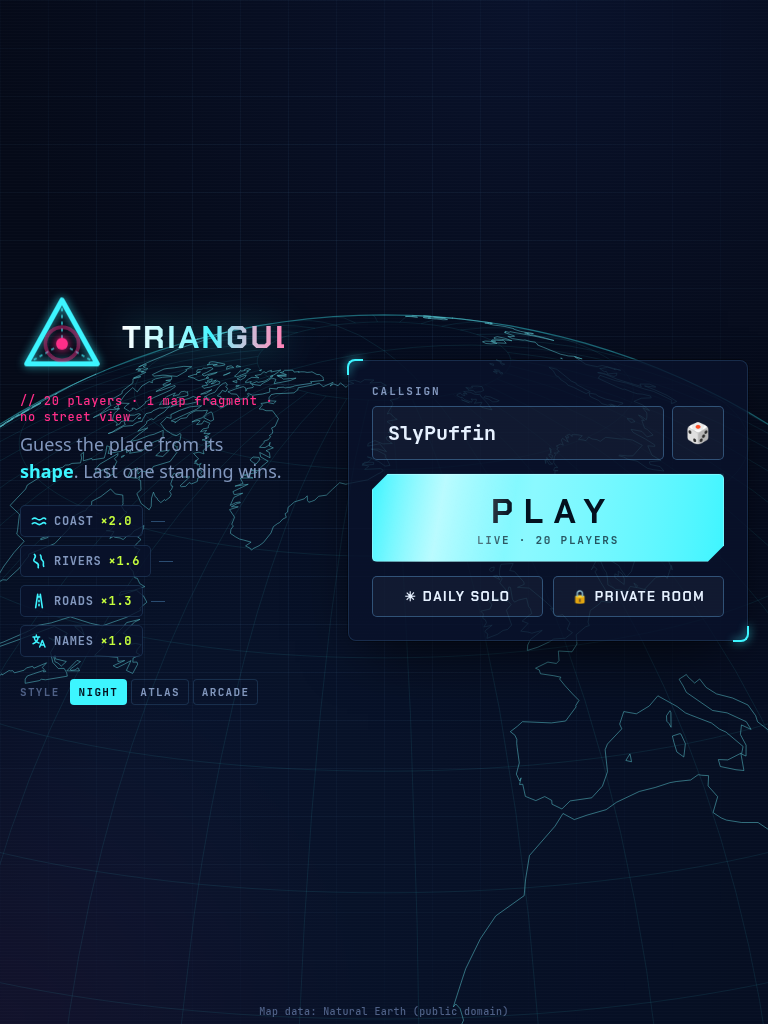 TRIANGUL
// 20 players · 1 map fragment ·
no street view
Guess the place from its
shape. Last one standing wins.
COAST ×2.0
RIVERS ×1.6
ROADS ×1.3
NAMES ×1.0
STYLE NIGHT ATLAS ARCADE
CALLSIGN
SlyPuffin
PLAY
LIVE · 20 PLAYERS
☀ DAILY SOLO
🔒 PRIVATE ROOM
Map data: Natural Earth (public domain)